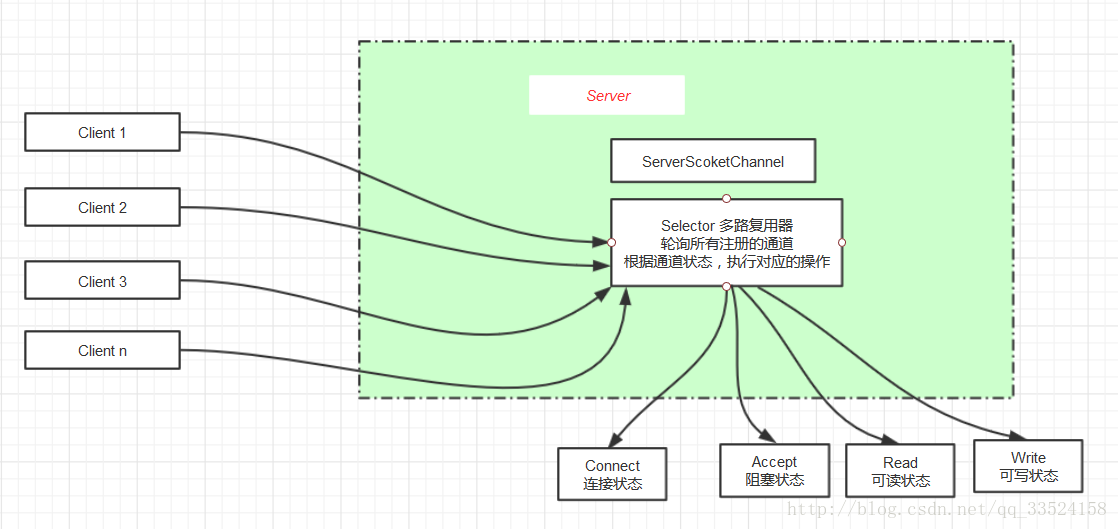 Server
Client 1
ServerScoketChannel
Client 2
Selector 多路复用器
轮询所有注册的通道
根据通道状态，执行对应的操作
Client 3
Client n
Connect
连接状态
Accept
阻塞状态
Read
可读状态
Write
可写状态
http://blog.csdn.net/qq_33524158